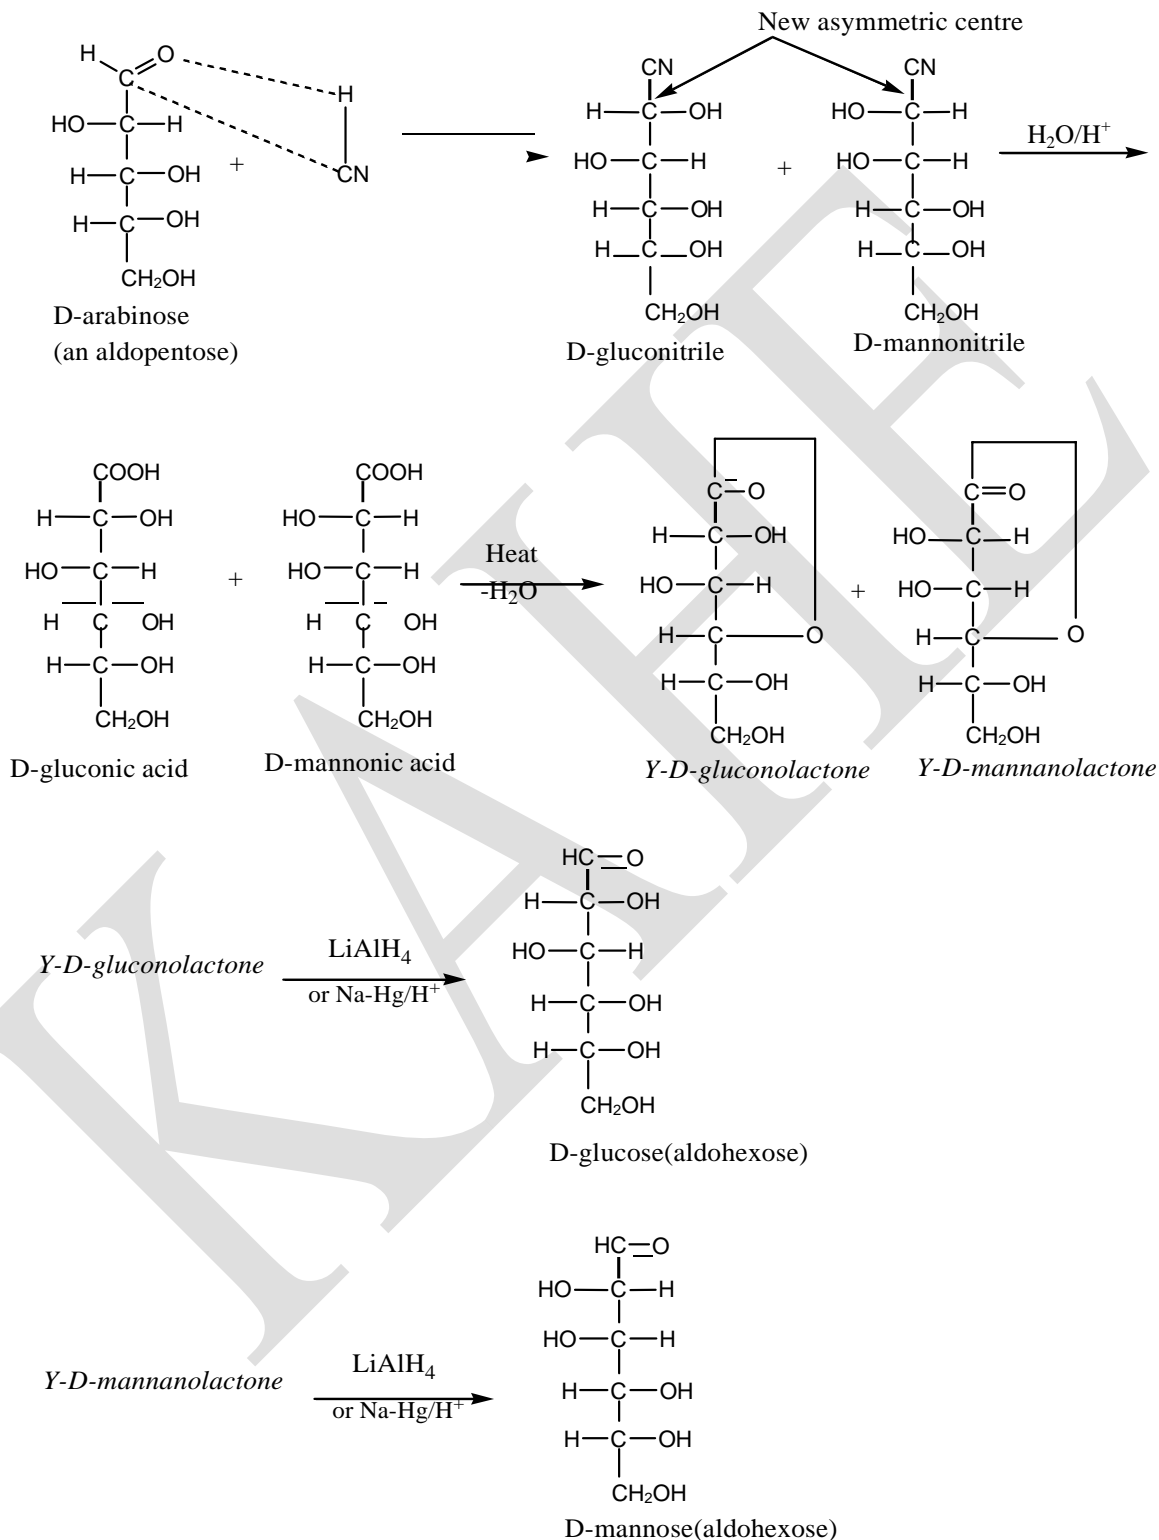 New asymmetric centre
H O CN CN
C H H—C—OH HO—C—H
HO—C—H + HO—C—H + HO—C—H H₂O/H⁺
H—C—OH CN H—C—OH H—C—OH
H—C—OH H—C—OH H—C—OH
CH₂OH CH₂OH CH₂OH
D-arabinose D-gluconitrile D-mannonitrile
(an aldopentose)
COOH COOH C–O C=O
H—C—OH HO—C—H H—C—OH HO—C—H
HO—C—H + HO—C—H Heat HO—C—H + HO—C—H
H C OH H C OH -H₂O H—C—O H—C—O
H—C—OH H—C—OH H—C—OH H—C—OH
CH₂OH CH₂OH CH₂OH CH₂OH
D-gluconic acid D-mannonic acid Y-D-gluconolactone Y-D-mannanolactone
HC=O
H—C—OH
Y-D-gluconolactone LiAlH₄ HO—C—H
or Na-Hg/H⁺ H—C—OH
H—C—OH
CH₂OH
D-glucose(aldohexose)
HC=O
HO—C—H
HO—C—H
Y-D-mannanolactone LiAlH₄ H—C—OH
or Na-Hg/H⁺ H—C—OH
CH₂OH
D-mannose(aldohexose)
KAHE